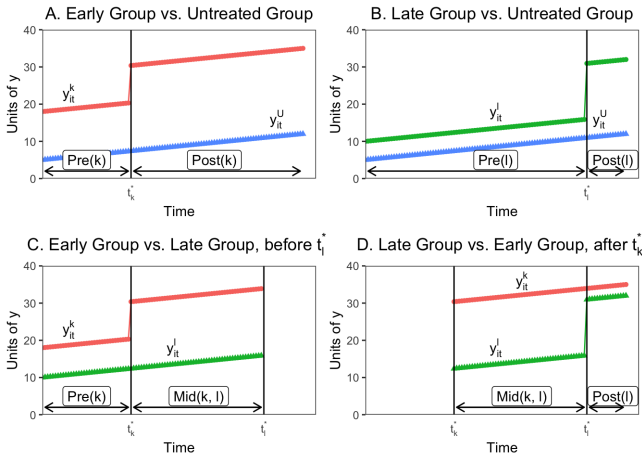 A. Early Group vs. Untreated Group
Units of y
40
30
20
10
0
y_it^k
y_it^U
Pre(k)
Post(k)
t_k^*
Time
B. Late Group vs. Untreated Group
Units of y
40
30
20
10
0
y_it^l
y_it^U
Pre(l)
Post(l)
t_l^*
Time
C. Early Group vs. Late Group, before t_l^*
Units of y
40
30
20
10
0
y_it^k
y_it^l
Pre(k)
Mid(k, l)
t_k^*
t_l^*
Time
D. Late Group vs. Early Group, after t_k^*
Units of y
40
30
20
10
0
y_it^k
y_it^l
Mid(k, l)
Post(l)
t_k^*
t_l^*
Time